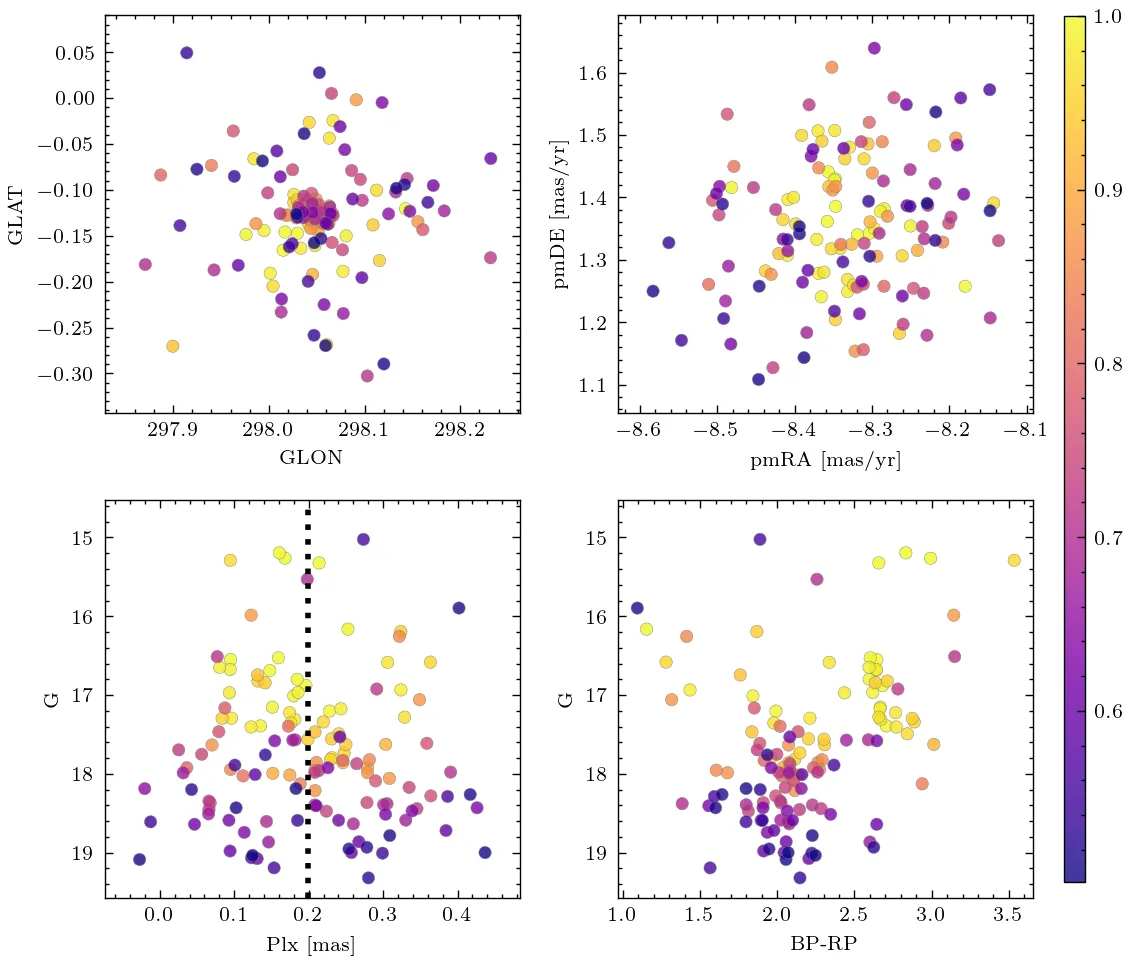 0.05
0.00
−0.05
−0.10
−0.15
−0.20
−0.25
−0.30
GLAT
297.9 298.0 298.1 298.2
GLON
1.6
1.5
1.4
1.3
1.2
1.1
pmDE [mas/yr]
−8.6 −8.5 −8.4 −8.3 −8.2 −8.1
pmRA [mas/yr]
15
16
17
18
19
G
0.0 0.1 0.2 0.3 0.4
Plx [mas]
15
16
17
18
19
G
1.0 1.5 2.0 2.5 3.0 3.5
BP-RP
1.0
0.9
0.8
0.7
0.6